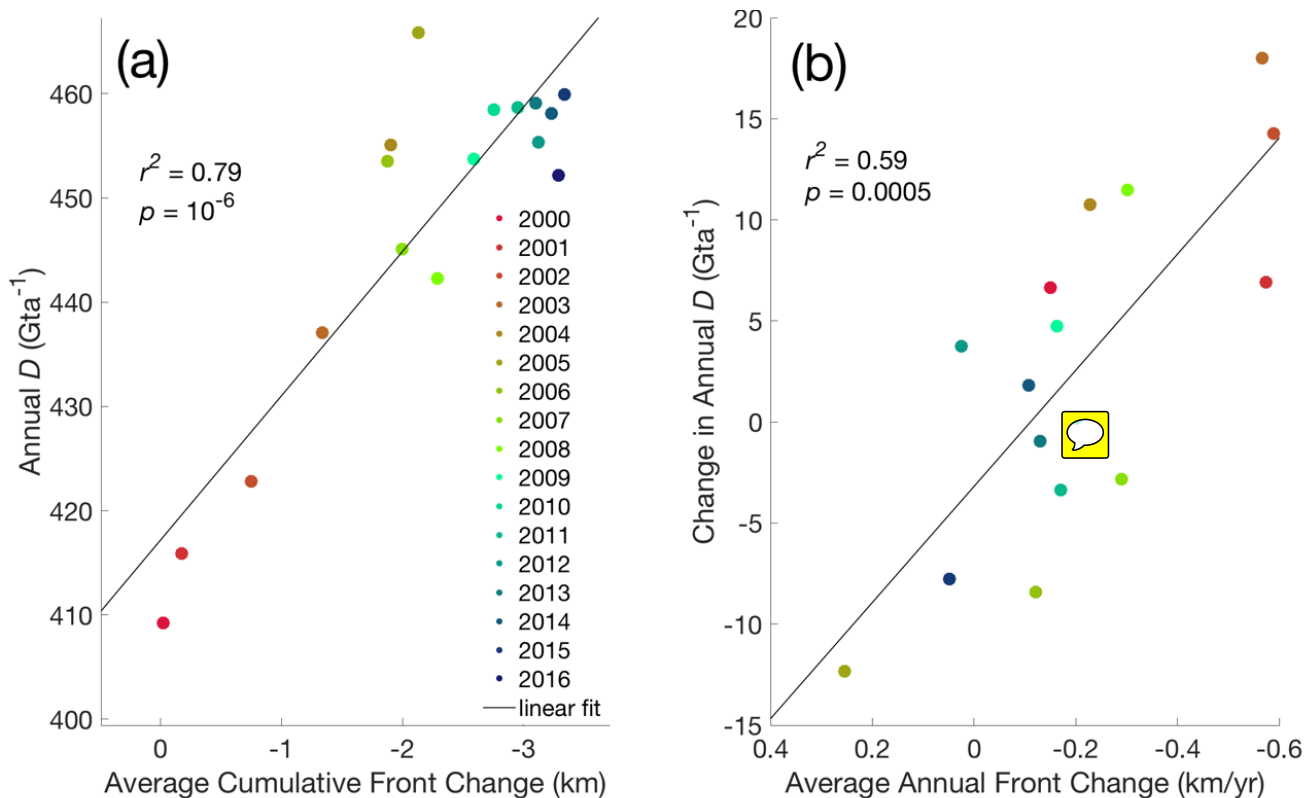 (a)
r² = 0.79
p = 10⁻⁶
460
450
440
430
420
410
400
Annual D (Gta⁻¹)
2000
2001
2002
2003
2004
2005
2006
2007
2008
2009
2010
2011
2012
2013
2014
2015
2016
linear fit
0 -1 -2 -3
Average Cumulative Front Change (km)
(b)
r² = 0.59
p = 0.0005
20
15
10
5
0
-5
-10
-15
Change in Annual D (Gta⁻¹)
0.4 0.2 0 -0.2 -0.4 -0.6
Average Annual Front Change (km/yr)